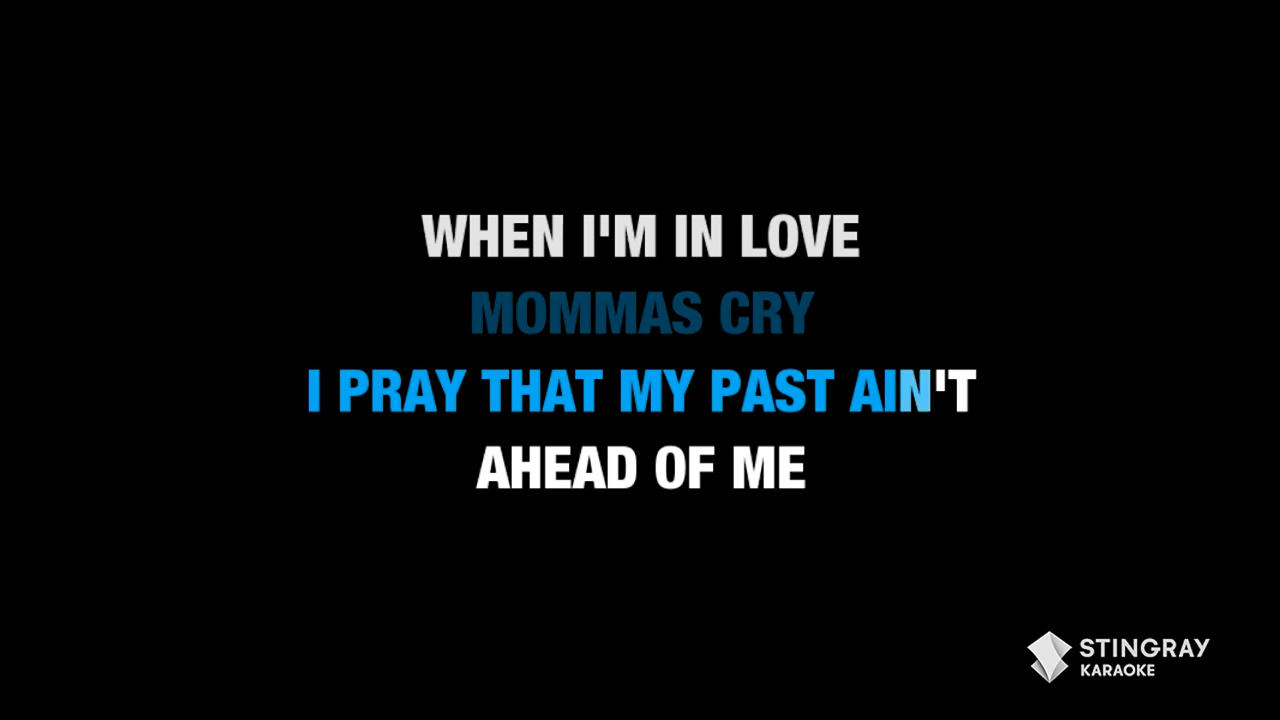 WHEN I'M IN LOVE
MOMMAS CRY
I PRAY THAT MY PAST AIN'T
AHEAD OF ME
STINGRAY
KARAOKE